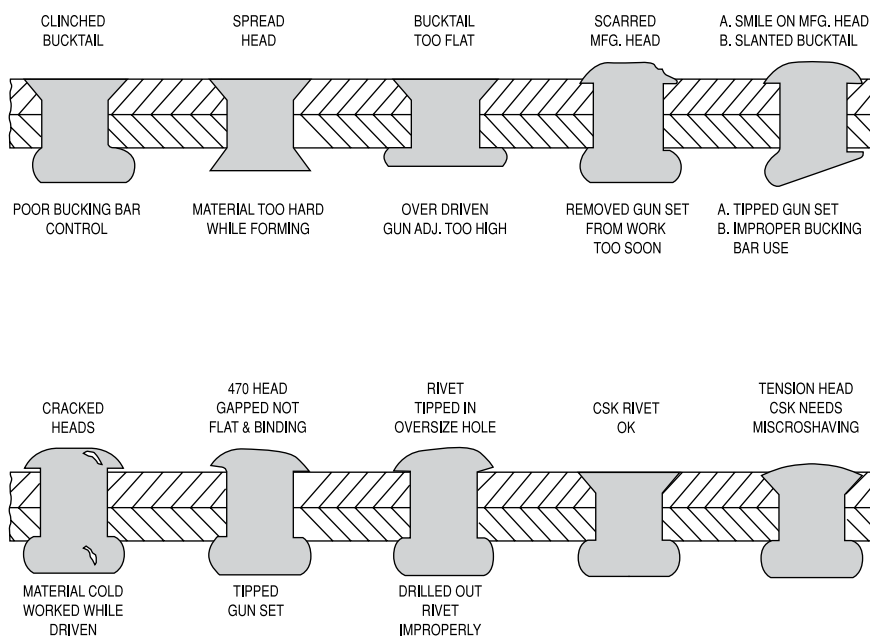 CLINCHED
BUCKTAIL
SPREAD
HEAD
BUCKTAIL
TOO FLAT
SCARRED
MFG. HEAD
A. SMILE ON MFG. HEAD
B. SLANTED BUCKTAIL
POOR BUCKING BAR
CONTROL
MATERIAL TOO HARD
WHILE FORMING
OVER DRIVEN
GUN ADJ. TOO HIGH
REMOVED GUN SET
FROM WORK
TOO SOON
A. TIPPED GUN SET
B. IMPROPER BUCKING
BAR USE
CRACKED
HEADS
470 HEAD
GAPPED NOT
FLAT & BINDING
RIVET
TIPPED IN
OVERSIZE HOLE
CSK RIVET
OK
TENSION HEAD
CSK NEEDS
MISCROSHAVING
MATERIAL COLD
WORKED WHILE
DRIVEN
TIPPED
GUN SET
DRILLED OUT
RIVET
IMPROPERLY